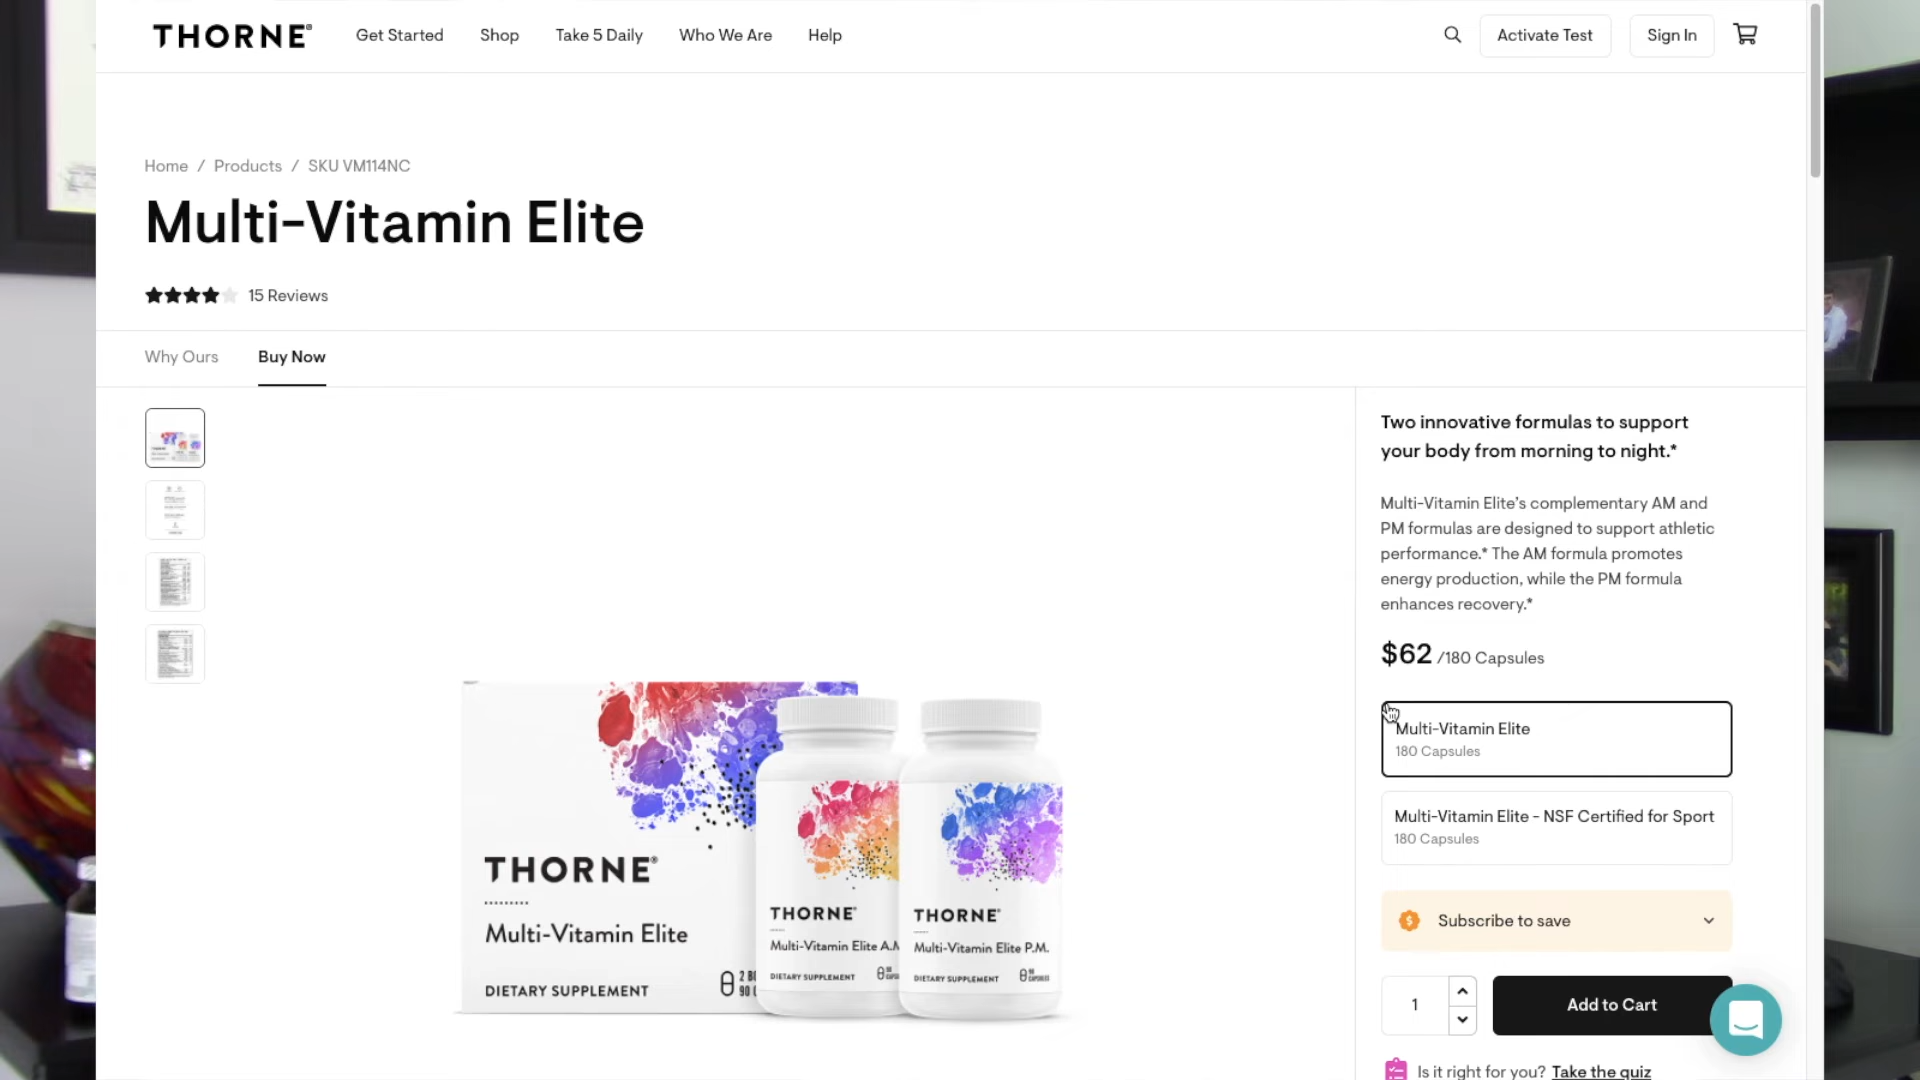 THORNE®
Get Started
Shop
Take 5 Daily
Who We Are
Help
Activate Test
Sign In
Home / Products / SKU VM114NC
Multi-Vitamin Elite
15 Reviews
Why Ours
Buy Now
Two innovative formulas to support
your body from morning to night.*
Multi-Vitamin Elite's complementary AM and
PM formulas are designed to support athletic
performance.* The AM formula promotes
energy production, while the PM formula
enhances recovery.*
$62 /180 Capsules
Multi-Vitamin Elite
180 Capsules
Multi-Vitamin Elite - NSF Certified for Sport
180 Capsules
Subscribe to save
1
Add to Cart
Is it right for you? Take the quiz
THORNE®
Multi-Vitamin Elite
DIETARY SUPPLEMENT
THORNE®
Multi-Vitamin Elite A.M
DIETARY SUPPLEMENT
THORNE®
Multi-Vitamin Elite P.M.
DIETARY SUPPLEMENT